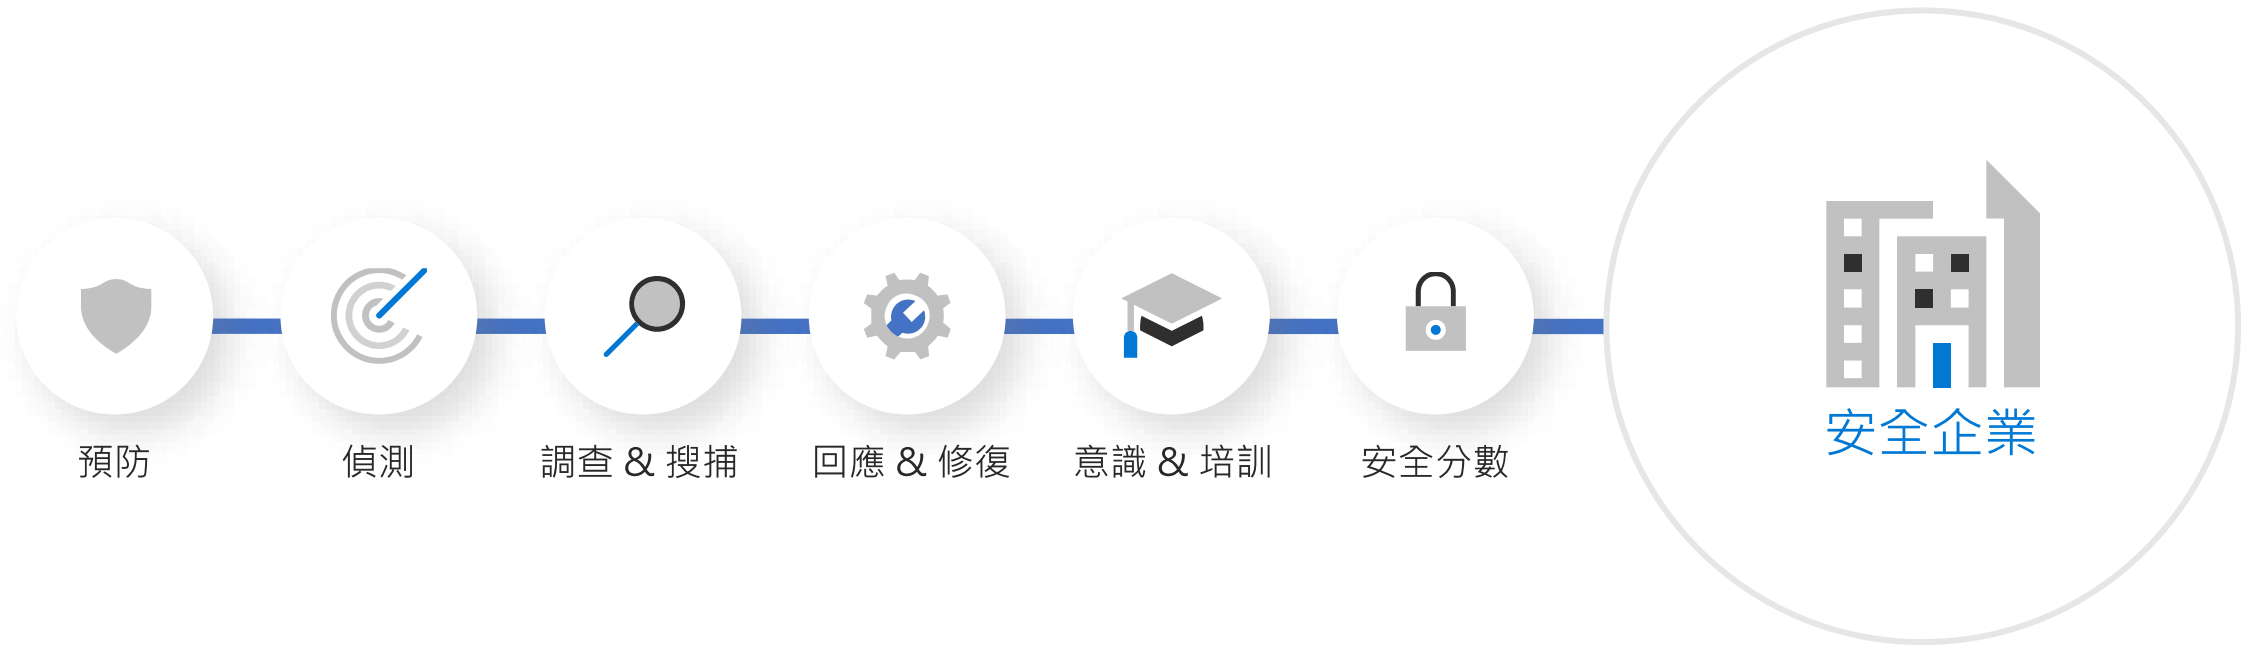 預防
偵測
調查 & 搜捕
回應 & 修復
意識 & 培訓
安全分數
安全企業